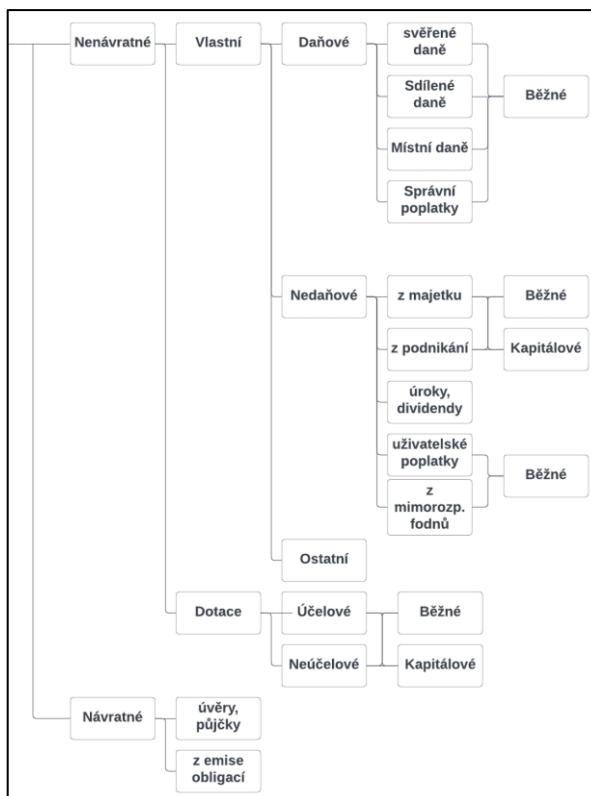 Nenávratné
Vlastní
Daňové
svěřené
daně
Sdílené
daně
Místní daně
Správní
poplatky
Běžné
Nedaňové
z majetku
z podnikání
úroky,
dividendy
uživatelské
poplatky
z
mimorozp.
fodnů
Běžné
Kapitálové
Běžné
Ostatní
Dotace
Účelové
Neúčelové
Běžné
Kapitálové
Návratné
úvěry,
půjčky
z emise
obligací